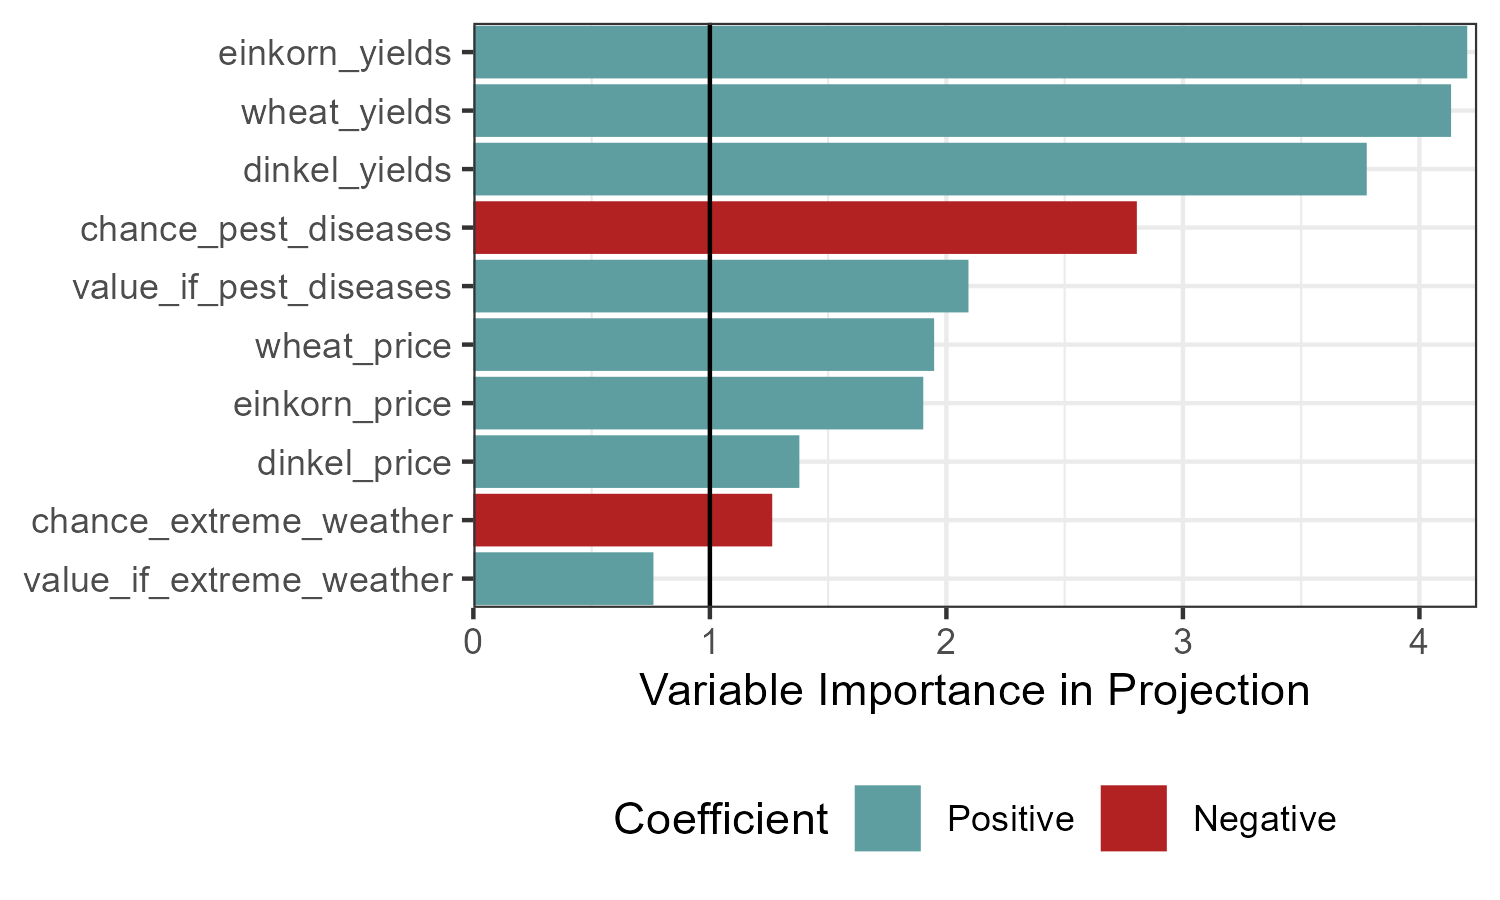 einkorn_yields
wheat_yields
dinkel_yields
chance_pest_diseases
value_if_pest_diseases
wheat_price
einkorn_price
dinkel_price
chance_extreme_weather
value_if_extreme_weather
0 1 2 3 4
Variable Importance in Projection
Coefficient Positive Negative